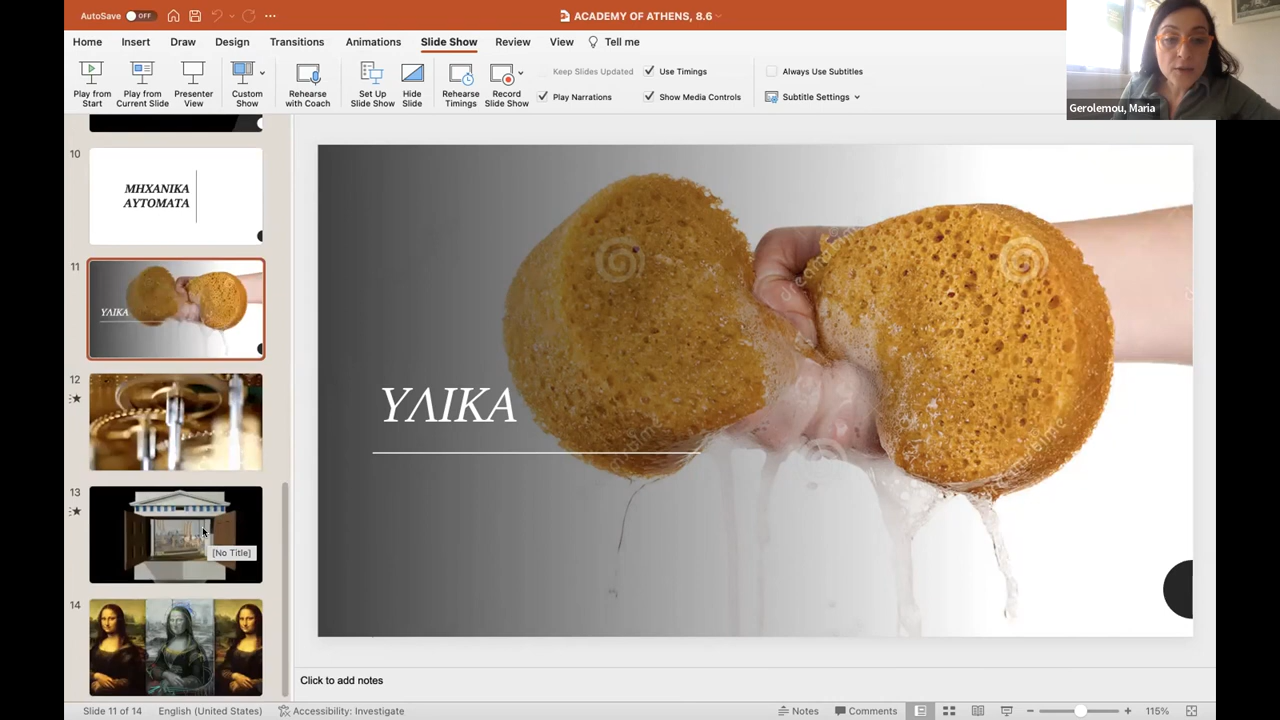 AutoSave OFF
ACADEMY OF ATHENS, 8.6
Home Insert Draw Design Transitions Animations Slide Show Review View Tell me
Play from Start
Play from Current Slide
Presenter View
Custom Show
Rehearse with Coach
Set Up Slide Show
Hide Slide
Rehearse Timings
Record Slide Show
Keep Slides Updated
Use Timings
Play Narrations
Show Media Controls
Always Use Subtitles
Subtitle Settings
Gerolemou, Maria
10
ΜΗΧΑΝΙΚΑ
ΑΥΤΟΜΑΤΑ
11
ΥΛΙΚΑ
12
13
[No Title]
14
ΥΛΙΚΑ
Click to add notes
Slide 11 of 14 English (United States) Accessibility: Investigate Notes Comments 115%